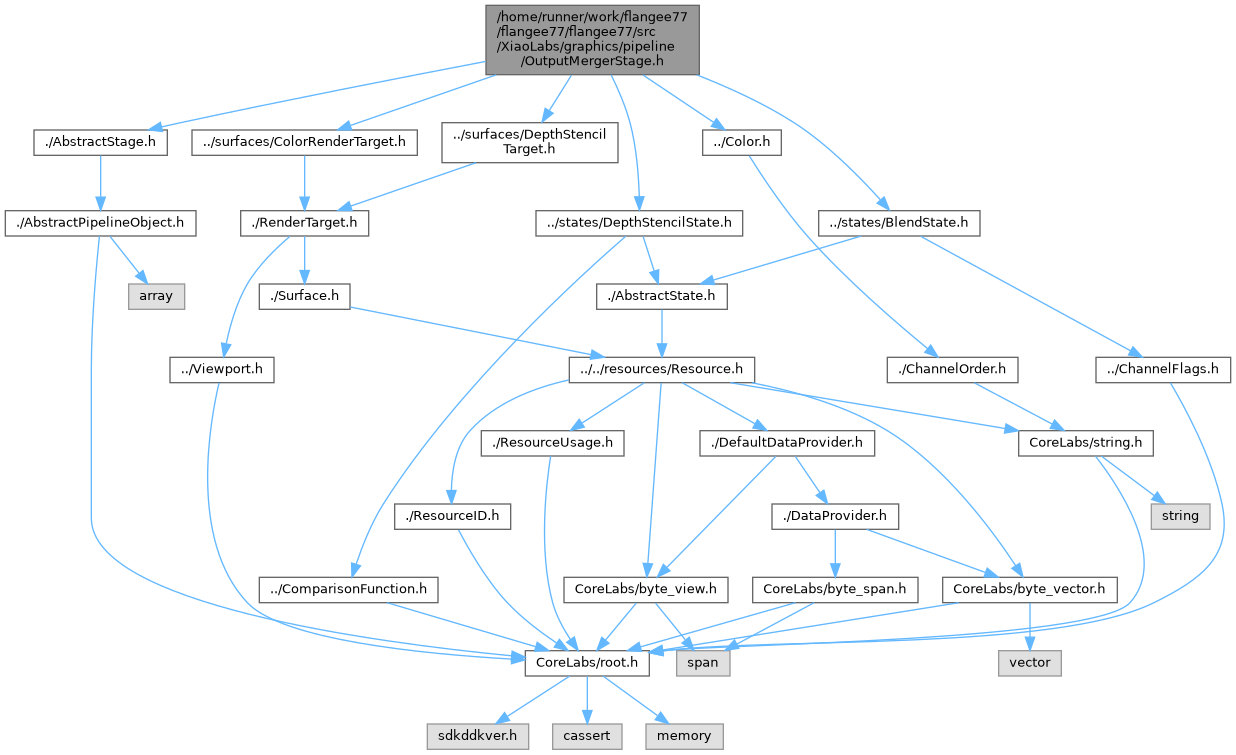 /home/runner/work/flangee77
/flangee77/flangee77/src
/XiaoLabs/graphics/pipeline
/OutputMergerStage.h
./AbstractStage.h
../surfaces/ColorRenderTarget.h
../surfaces/DepthStencil
Target.h
../Color.h
./AbstractPipelineObject.h
./RenderTarget.h
../states/DepthStencilState.h
../states/BlendState.h
array
./Surface.h
./AbstractState.h
../Viewport.h
../../resources/Resource.h
./ChannelOrder.h
../ChannelFlags.h
./ResourceUsage.h
./DefaultDataProvider.h
CoreLabs/string.h
./ResourceID.h
./DataProvider.h
string
../ComparisonFunction.h
CoreLabs/byte_view.h
CoreLabs/byte_span.h
CoreLabs/byte_vector.h
CoreLabs/root.h
span
vector
sdkddkver.h
cassert
memory